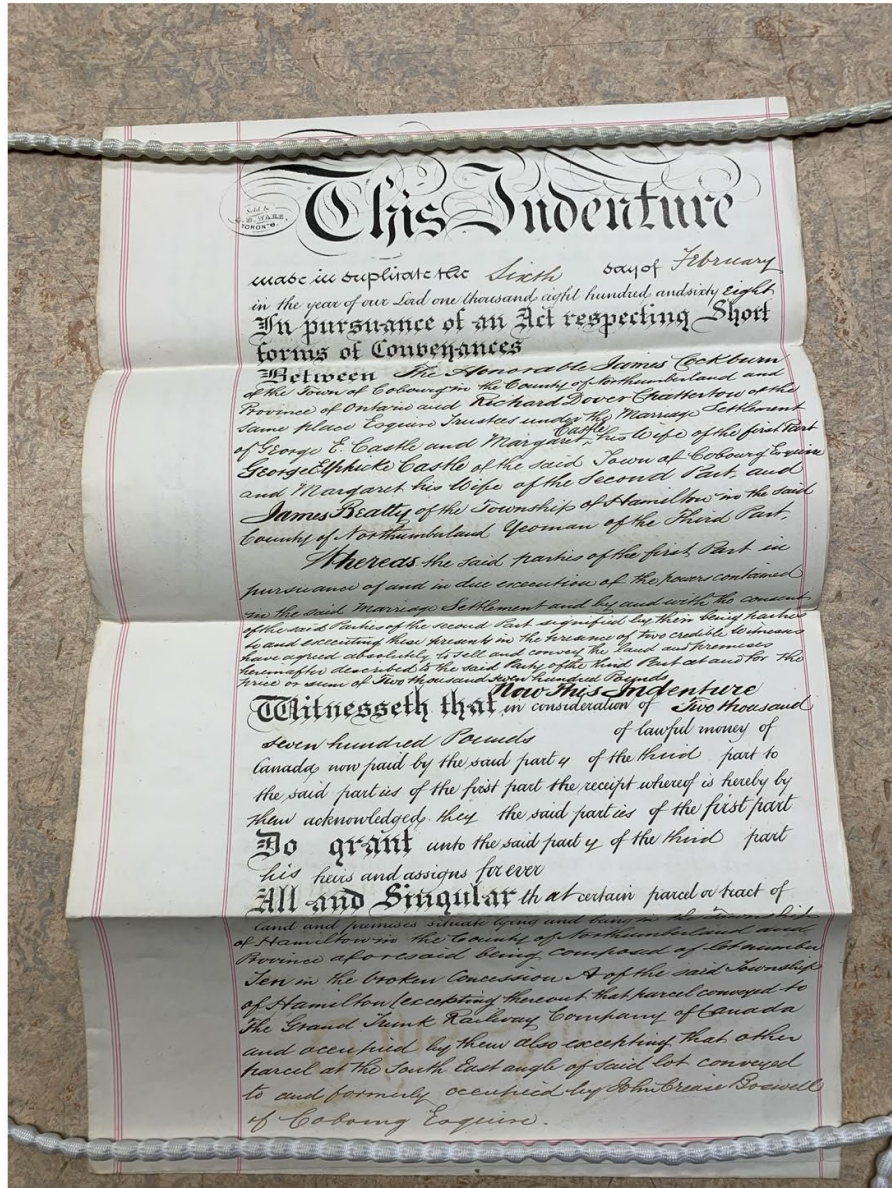 This Indenture
Sold by
WARE.
TORONTO.
made in duplicate the Sixth day of February
in the year of our Lord one thousand eight hundred and sixty eight
In pursuance of an Act respecting Short
forms of Conveyances
Between The Honorable James Cockburn
of the Town of Cobourg in the County of Northumberland and
Province of Ontario and Richard Dover Chatterton of the
same place Esquire Trustees under the Marriage Settlement
of George E. Castle and Margaret Castle, his Wife of the first Part
George Elphicke Castle of the said Town of Cobourg Esquire
and Margaret his Wife of the Second Part and
James Beatty of the Township of Hamilton in the said
County of Northumberland Yeoman of the Third Part.
Whereas the said parties of the first Part in
pursuance of and in due execution of the powers contained
in the said Marriage Settlement and by and with the consent
of the said Parties of the second Part signified by their being parties
to and executing these presents in the presence of two credible Witnesses
have agreed absolutely to sell and convey the land and premises
hereinafter described to the said Party of the third Part at and for the
price or sum of Two thousand seven hundred Pounds
Now This Indenture
Witnesseth that in consideration of Two thousand
seven hundred Pounds of lawful money of
Canada now paid by the said party of the third part to
the said parties of the first part the receipt whereof is hereby by
them acknowledged they the said parties of the first part
Do grant unto the said party of the third part
his heirs and assigns for ever
All and Singular that certain parcel or tract of
land and premises situate lying and being in the Township
of Hamilton in the County of Northumberland and
Province aforesaid being composed of lot number
Ten in the broken Concession A of the said Township
of Hamilton (excepting thereout that parcel conveyed to
The Grand Trunk Railway Company of Canada
and occupied by them also excepting that other
parcel at the South East angle of said lot conveyed
to and formerly occupied by John Crease Boswell
of Cobourg Esquire.